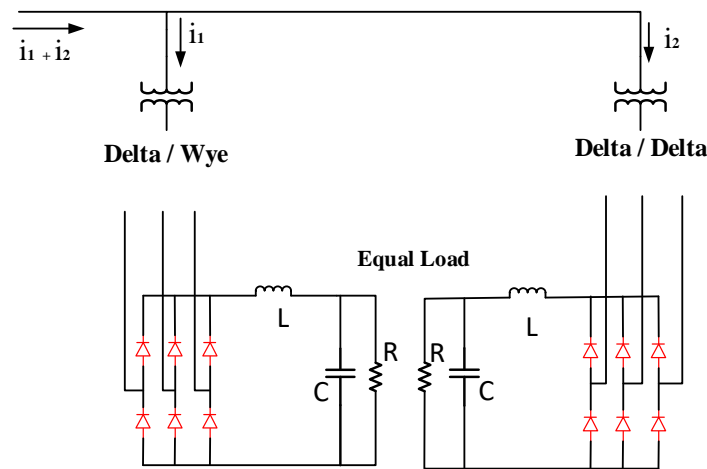 i₁
i₂
i₁ + i₂
Delta / Wye
Delta / Delta
Equal Load
L
L
R
R
C
C